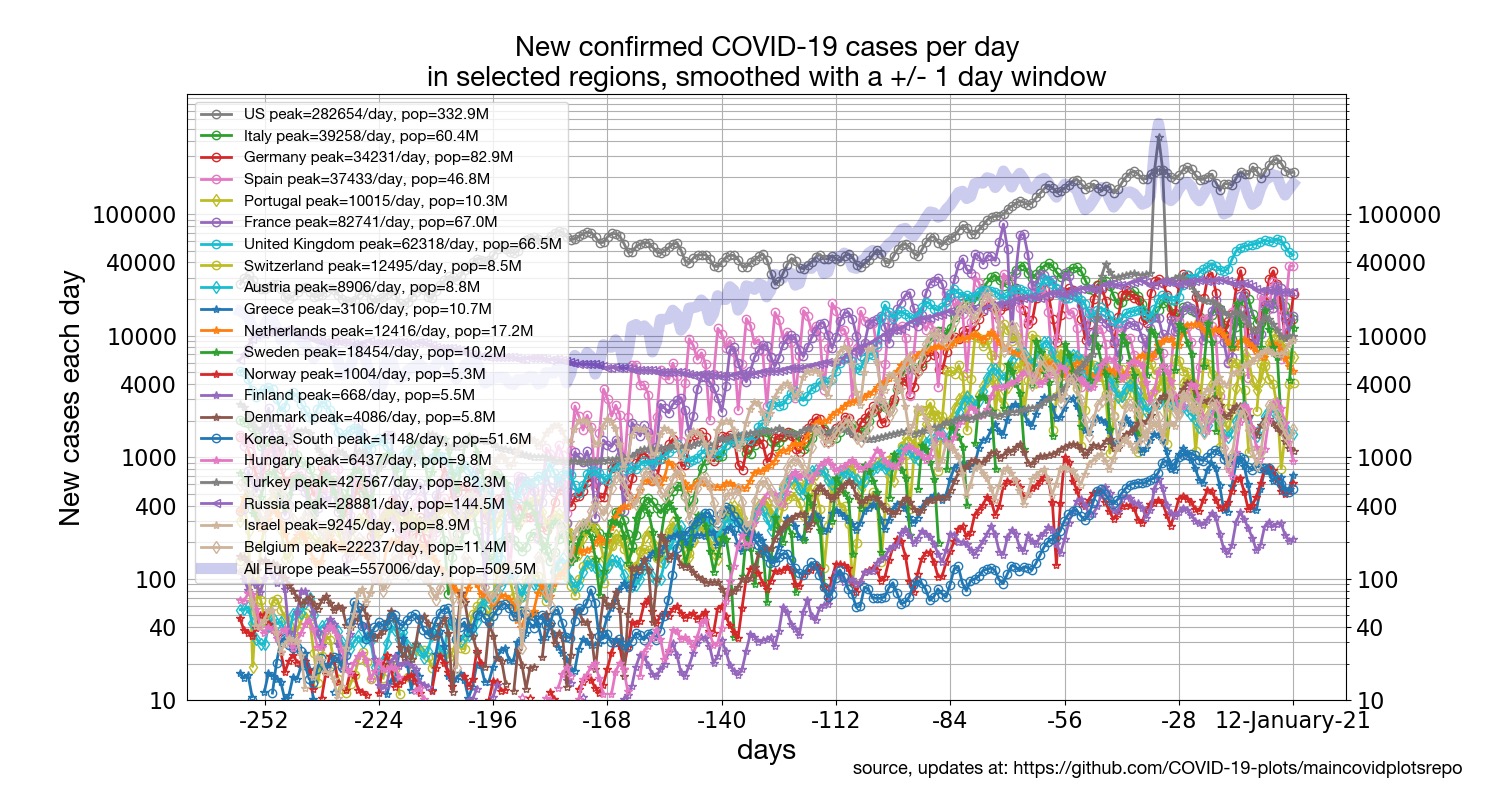 New confirmed COVID-19 cases per day
in selected regions, smoothed with a +/- 1 day window
US peak=282654/day, pop=332.9M
Italy peak=39258/day, pop=60.4M
Germany peak=34231/day, pop=82.9M
Spain peak=37433/day, pop=46.8M
Portugal peak=10015/day, pop=10.3M
France peak=82741/day, pop=67.0M
United Kingdom peak=62318/day, pop=66.5M
Switzerland peak=12495/day, pop=8.5M
Austria peak=8906/day, pop=8.8M
Greece peak=3106/day, pop=10.7M
Netherlands peak=12416/day, pop=17.2M
Sweden peak=18454/day, pop=10.2M
Norway peak=1004/day, pop=5.3M
Finland peak=668/day, pop=5.5M
Denmark peak=4086/day, pop=5.8M
Korea, South peak=1148/day, pop=51.6M
Hungary peak=6437/day, pop=9.8M
Turkey peak=427567/day, pop=82.3M
Russia peak=28881/day, pop=144.5M
Israel peak=9245/day, pop=8.9M
Belgium peak=22237/day, pop=11.4M
All Europe peak=557006/day, pop=509.5M
New cases each day
100000
40000
10000
4000
1000
400
100
40
10
100000
40000
10000
4000
1000
400
100
40
10
-252 -224 -196 -168 -140 -112 -84 -56 -28 12-January-21
days
source, updates at: https://github.com/COVID-19-plots/maincovidplotsrepo